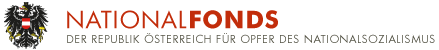 NATIONALFONDS
DER REPUBLIK ÖSTERREICH FÜR OPFER DES NATIONALSOZIALISMUS